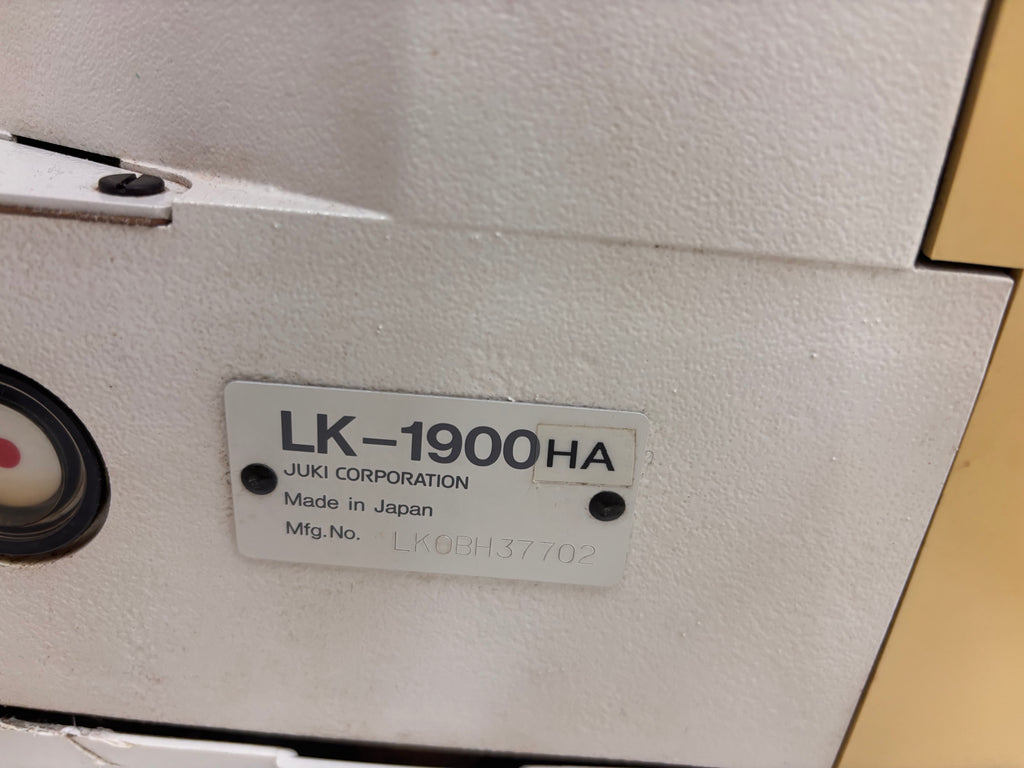 LK-1900HA
JUKI CORPORATION
Made in Japan
Mfg.No. LK0BH37702